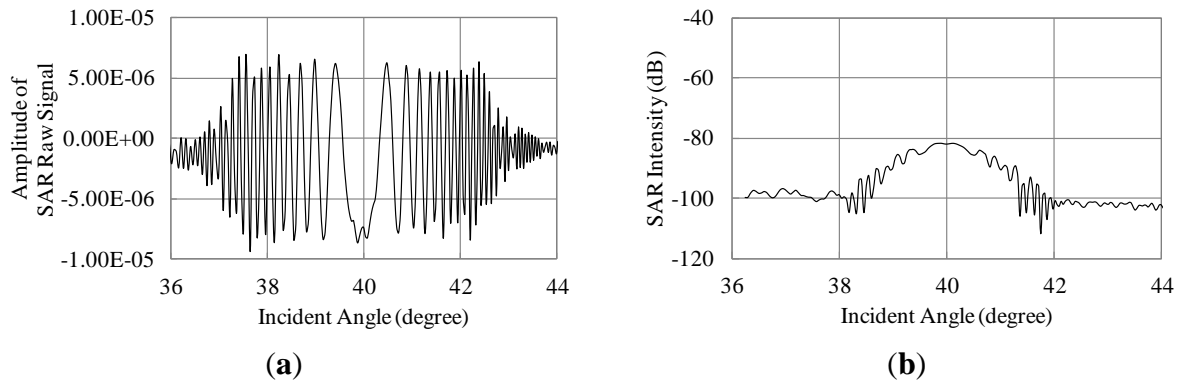 1.00E-05
5.00E-06
0.00E+00
-5.00E-06
-1.00E-05
Amplitude of
SAR Raw Signal
36 38 40 42 44
Incident Angle (degree)
(a)
-40
-60
-80
-100
-120
SAR Intensity (dB)
36 38 40 42 44
Incident Angle (degree)
(b)